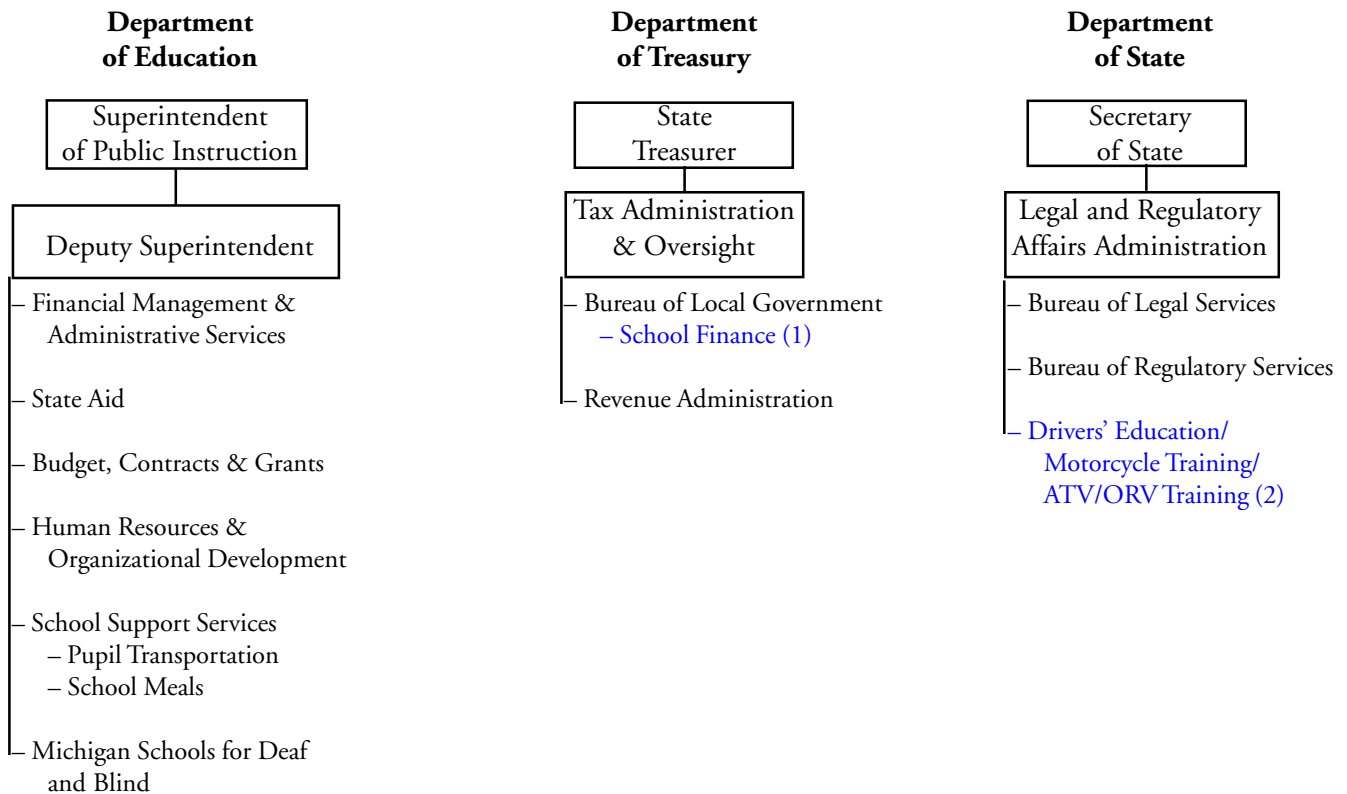 Department
of Education
Superintendent
of Public Instruction
Deputy Superintendent
– Financial Management &
Administrative Services
– State Aid
– Budget, Contracts & Grants
– Human Resources &
Organizational Development
– School Support Services
– Pupil Transportation
– School Meals
– Michigan Schools for Deaf
and Blind
Department
of Treasury
State
Treasurer
Tax Administration
& Oversight
– Bureau of Local Government
– School Finance (1)
– Revenue Administration
Department
of State
Secretary
of State
Legal and Regulatory
Affairs Administration
– Bureau of Legal Services
– Bureau of Regulatory Services
– Drivers’ Education/
Motorcycle Training/
ATV/ORV Training (2)